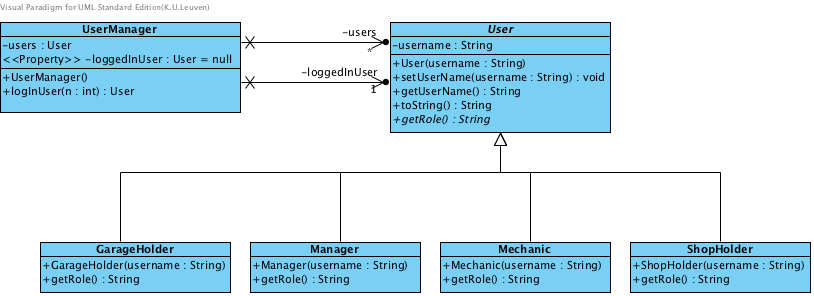 Visual Paradigm for UML Standard Edition(K.U.Leuven)
UserManager
-users : User
<<Property>> -loggedInUser : User = null
+UserManager()
+logInUser(n : int) : User
-users
*
-loggedInUser
1
User
-username : String
+User(username : String)
+setUserName(username : String) : void
+getUserName() : String
+toString() : String
+getRole() : String
GarageHolder
+GarageHolder(username : String)
+getRole() : String
Manager
+Manager(username : String)
+getRole() : String
Mechanic
+Mechanic(username : String)
+getRole() : String
ShopHolder
+ShopHolder(username : String)
+getRole() : String